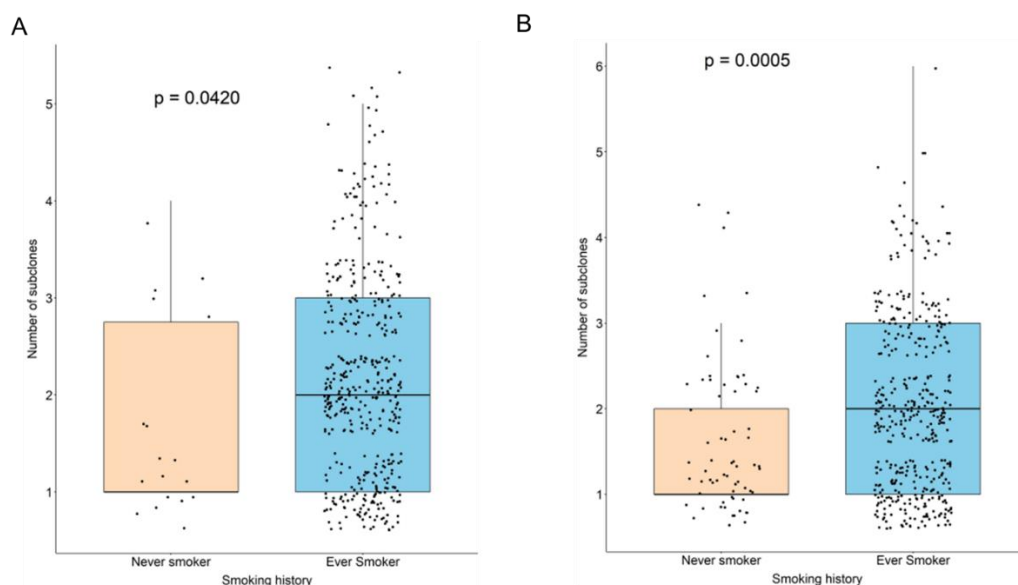 A
p = 0.0420
Number of subclones
5
4
3
2
1
Never smoker
Ever Smoker
Smoking history
B
p = 0.0005
Number of subclones
6
5
4
3
2
1
Never smoker
Ever Smoker
Smoking history